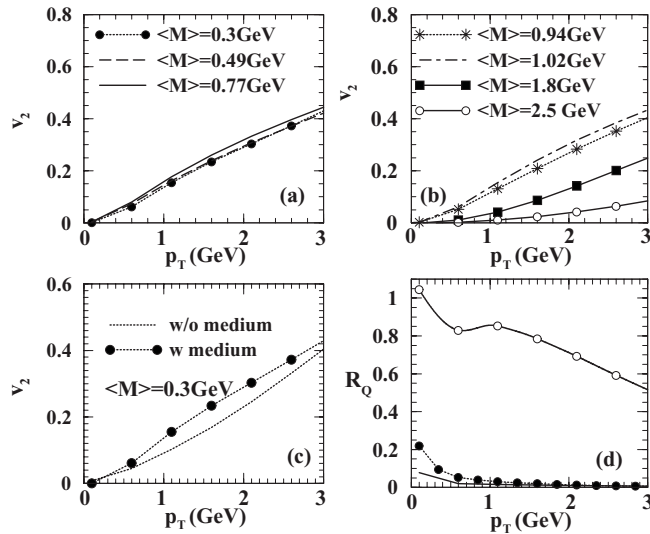 0.6
<M>=0.3GeV
<M>=0.49GeV
<M>=0.77GeV
0.4
v2
0.2
(a)
0
0 1 2 3
pT (GeV)
0.8
<M>=0.94GeV
<M>=1.02GeV
0.6
<M>=1.8GeV
v2
<M>=2.5 GeV
0.4
0.2
(b)
0
0 1 2 3
pT (GeV)
0.6
w/o medium
w medium
0.4
v2
<M>=0.3GeV
0.2
(c)
0
0 1 2 3
pT (GeV)
1
0.8
0.6
RQ
0.4
0.2
(d)
0
0 1 2 3
pT (GeV)